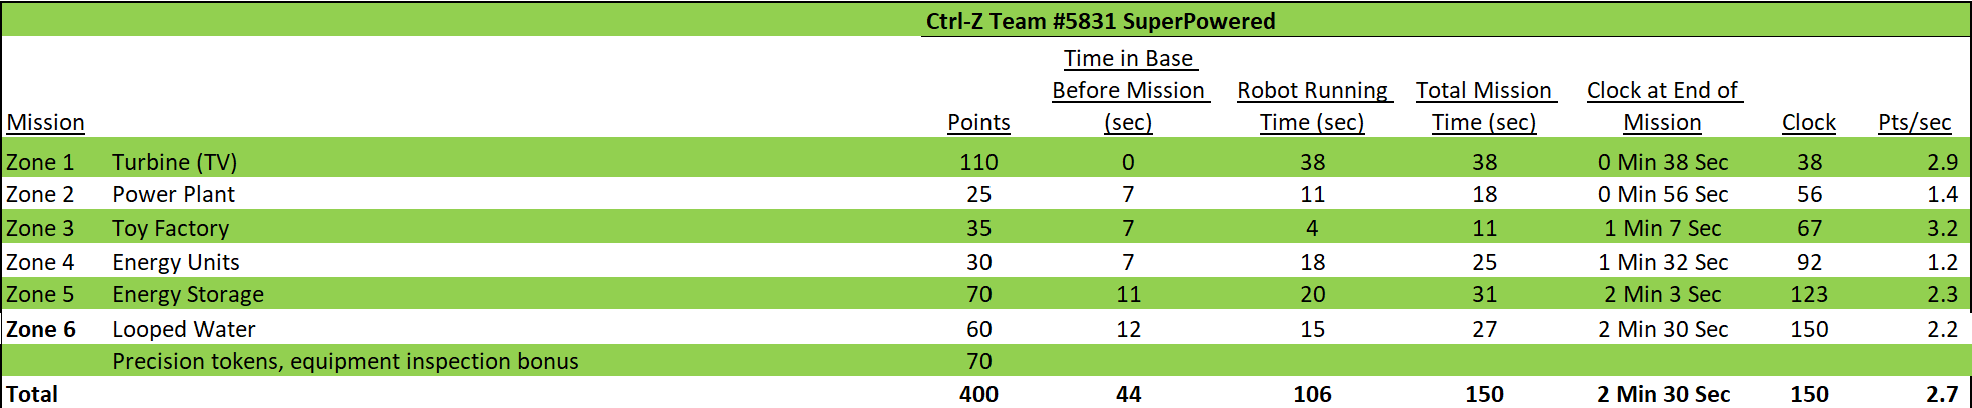 Ctrl-Z Team #5831 SuperPowered
Time in Base
Before Mission Robot Running Total Mission Clock at End of
Mission Points (sec) Time (sec) Time (sec) Mission Clock Pts/sec
Zone 1 Turbine (TV) 110 0 38 38 0 Min 38 Sec 38 2.9
Zone 2 Power Plant 25 7 11 18 0 Min 56 Sec 56 1.4
Zone 3 Toy Factory 35 7 4 11 1 Min 7 Sec 67 3.2
Zone 4 Energy Units 30 7 18 25 1 Min 32 Sec 92 1.2
Zone 5 Energy Storage 70 11 20 31 2 Min 3 Sec 123 2.3
Zone 6 Looped Water 60 12 15 27 2 Min 30 Sec 150 2.2
Precision tokens, equipment inspection bonus 70
Total 400 44 106 150 2 Min 30 Sec 150 2.7